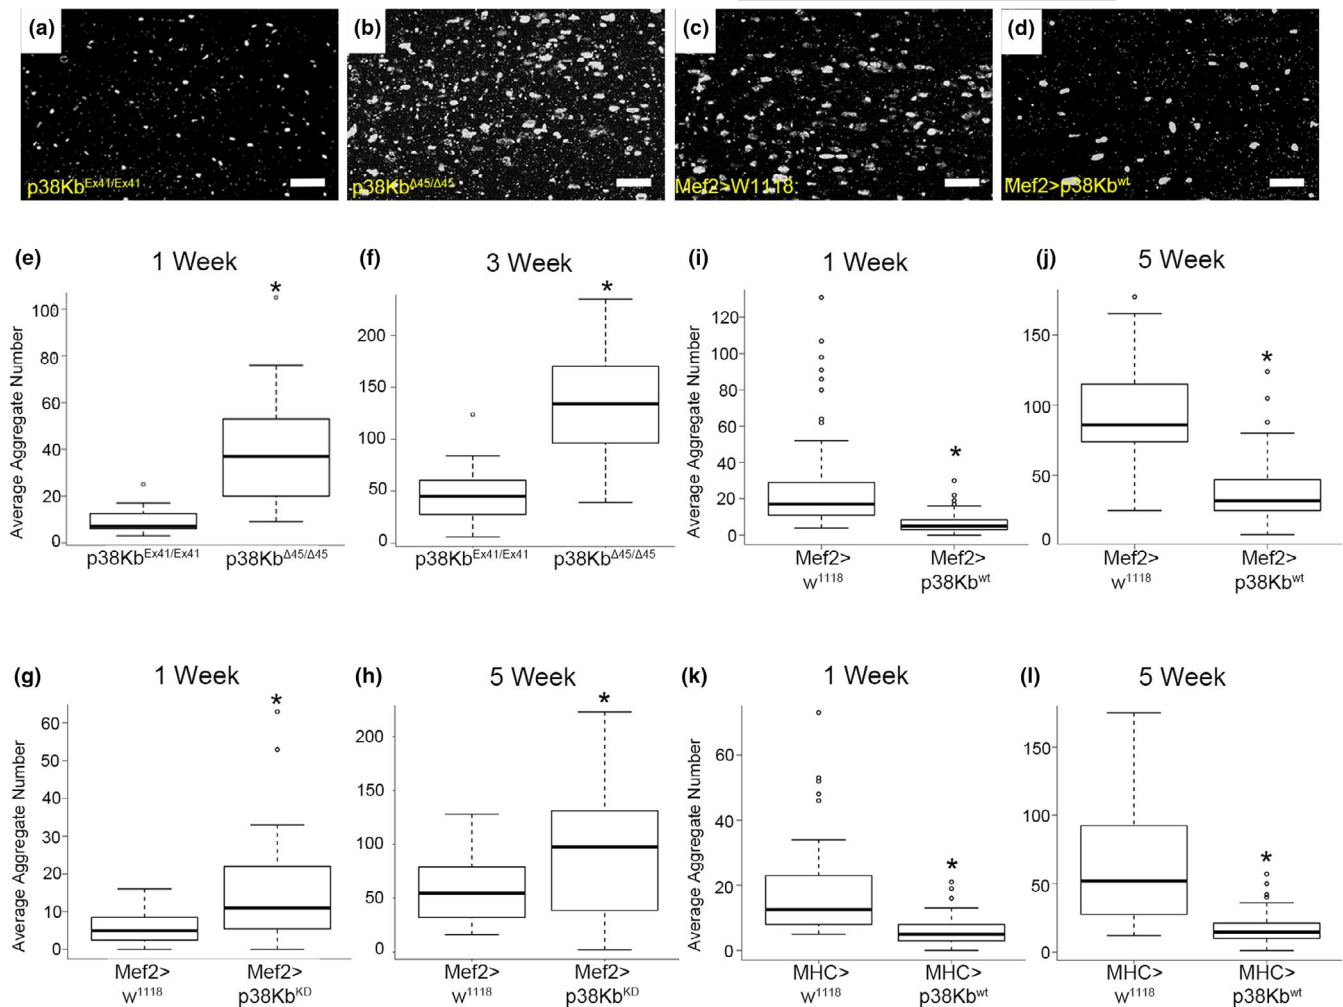 (a) (b) (c) (d)
p38Kb^Ex41/Ex41 p38Kb^Δ45/Δ45 Mef2>W1118: Mef2>p38Kb^wt
(e) 1 Week
Average Aggregate Number
100
80
60
40
20
0
p38Kb^Ex41/Ex41 p38Kb^Δ45/Δ45
*
(f) 3 Week
200
150
100
50
0
p38Kb^Ex41/Ex41 p38Kb^Δ45/Δ45
*
(i) 1 Week
Average Aggregate Number
120
100
80
60
40
20
0
Mef2> Mef2>
w^1118 p38Kb^wt
*
(j) 5 Week
150
100
50
0
Mef2> Mef2>
w^1118 p38Kb^wt
*
(g) 1 Week
Average Aggregate Number
60
50
40
30
20
10
0
Mef2> Mef2>
w^1118 p38Kb^KD
*
(h) 5 Week
200
150
100
50
0
Mef2> Mef2>
w^1118 p38Kb^KD
*
(k) 1 Week
Average Aggregate Number
60
40
20
0
MHC> MHC>
w^1118 p38Kb^wt
*
(l) 5 Week
150
100
50
0
MHC> MHC>
w^1118 p38Kb^wt
*